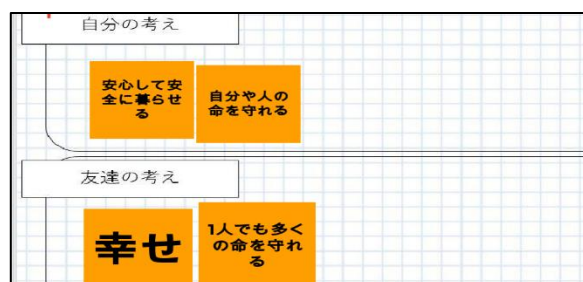 自分の考え
安心して安
全に暮らせ
る
自分や人の
命を守れる
友達の考え
幸せ
1人でも多く
の命を守れ
る